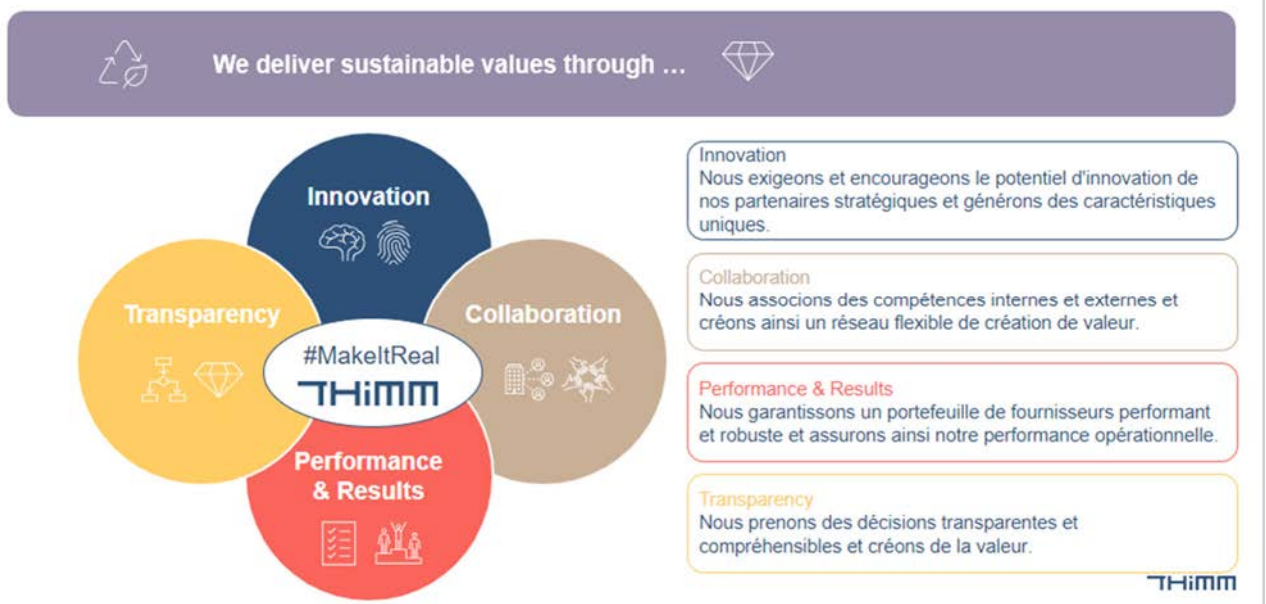 We deliver sustainable values through ...
Innovation
Transparency
Collaboration
#MakeItReal
THiMM
Performance
& Results
Innovation
Nous exigeons et encourageons le potentiel d'innovation de
nos partenaires stratégiques et générons des caractéristiques
uniques.
Collaboration
Nous associons des compétences internes et externes et
créons ainsi un réseau flexible de création de valeur.
Performance & Results
Nous garantissons un portefeuille de fournisseurs performant
et robuste et assurons ainsi notre performance opérationnelle.
Transparency
Nous prenons des décisions transparentes et
compréhensibles et créons de la valeur.
THiMM